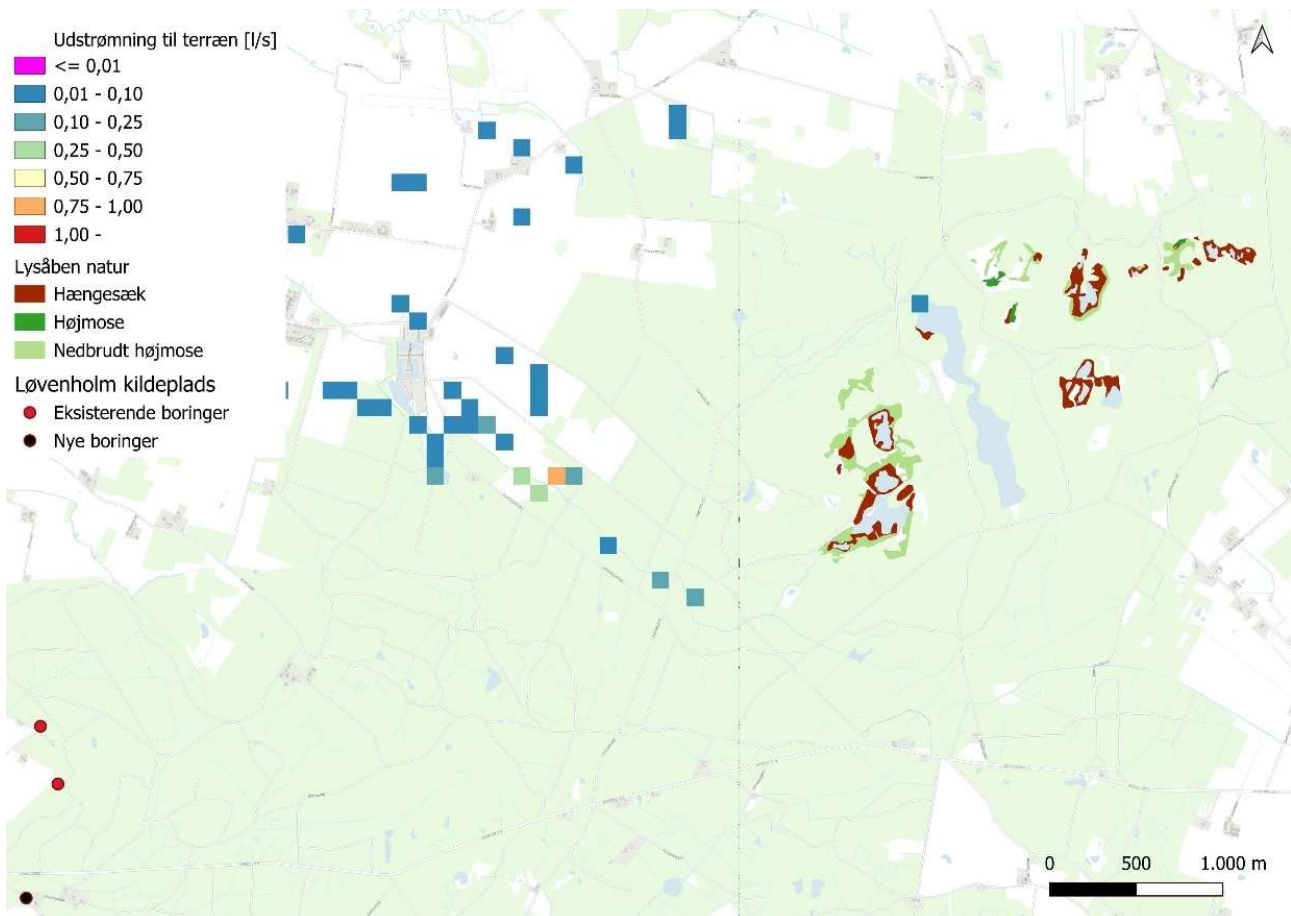 Udstrømning til terræn [l/s]
<= 0,01
0,01 - 0,10
0,10 - 0,25
0,25 - 0,50
0,50 - 0,75
0,75 - 1,00
1,00 -
Lysåben natur
Hængesæk
Højmose
Nedbrudt højmose
Løvenholm kildeplads
Eksisterende boringer
Nye boringer
0 500 1.000 m